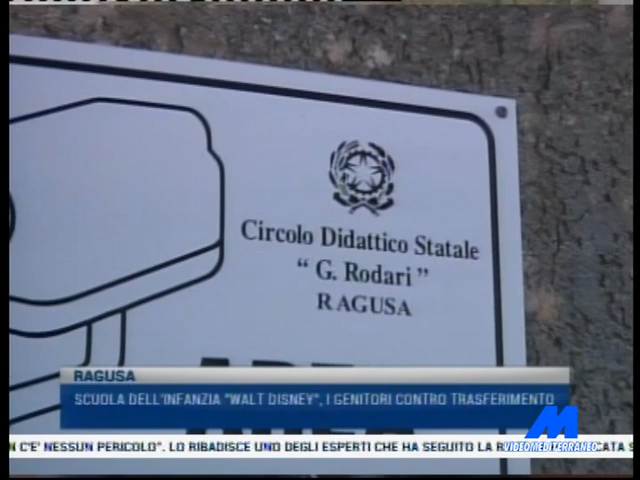 Circolo Didattico Statale
“ G. Rodari ”
RAGUSA
RAGUSA
SCUOLA DELL'INFANZIA "WALT DISNEY", I GENITORI CONTRO TRASFERIMENTO
C'E' NESSUN PERICOLO". LO RIBADISCE UNO DEGLI ESPERTI CHE HA SEGUITO LA
VIDEOMEDITERRANEO